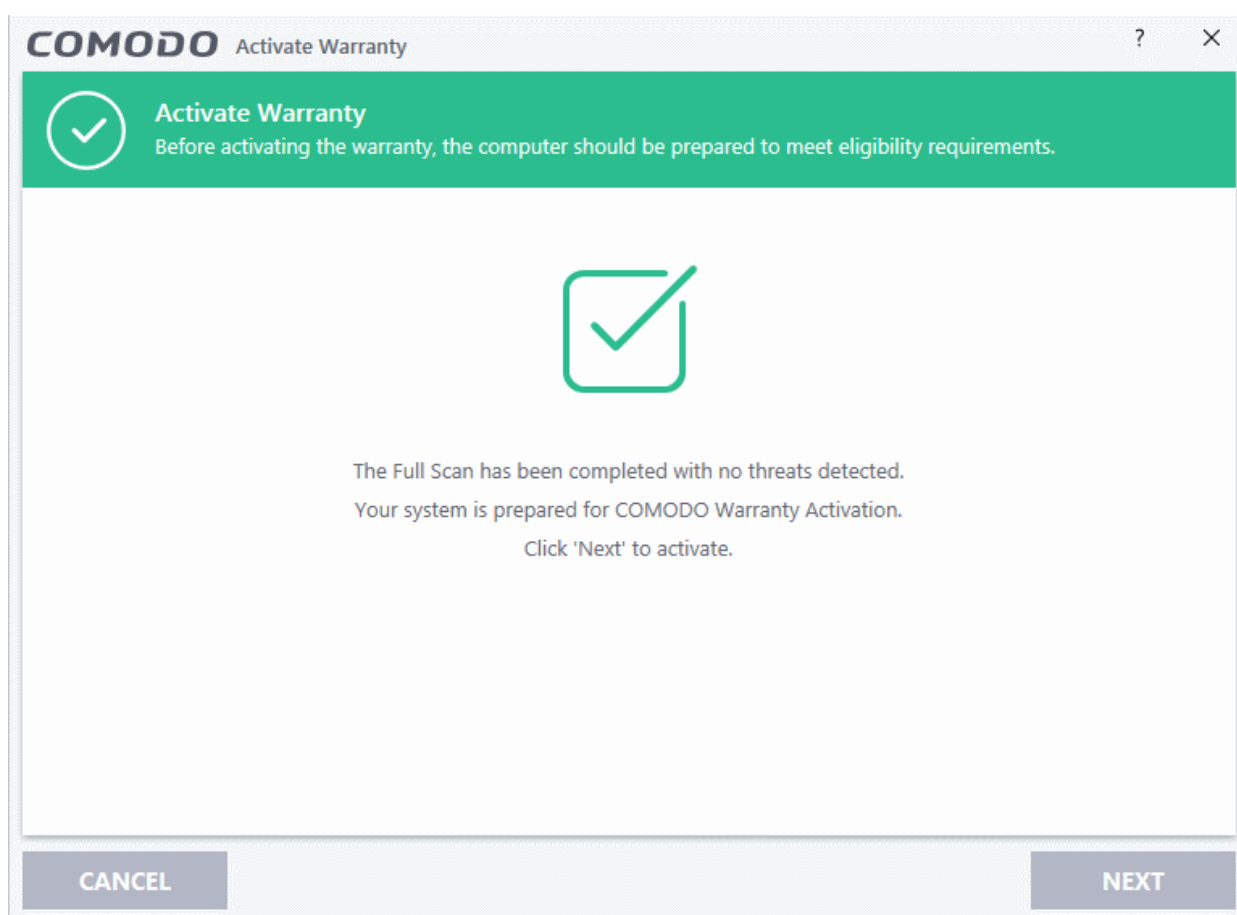 COMODO Activate Warranty ? ×
Activate Warranty
Before activating the warranty, the computer should be prepared to meet eligibility requirements.
The Full Scan has been completed with no threats detected.
Your system is prepared for COMODO Warranty Activation.
Click 'Next' to activate.
CANCEL NEXT